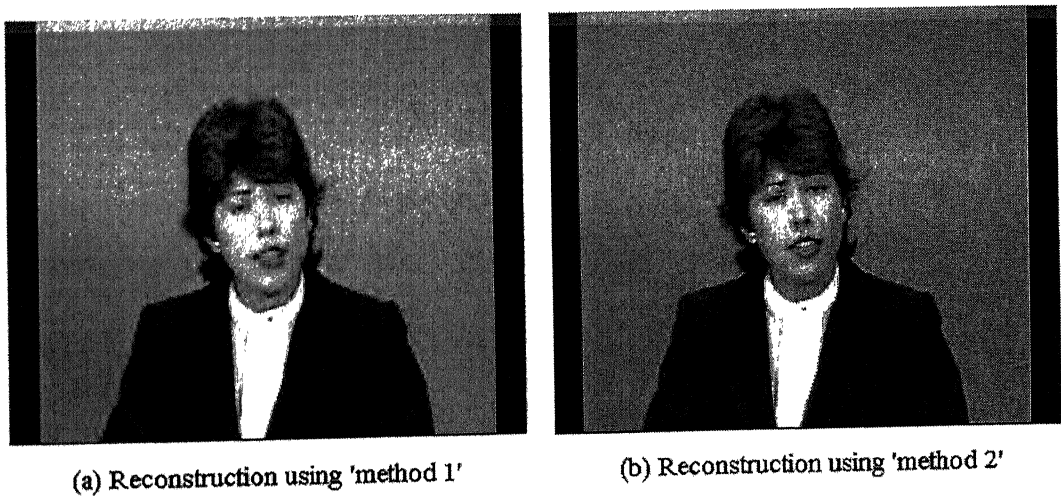 (a) Reconstruction using 'method 1'
(b) Reconstruction using 'method 2'